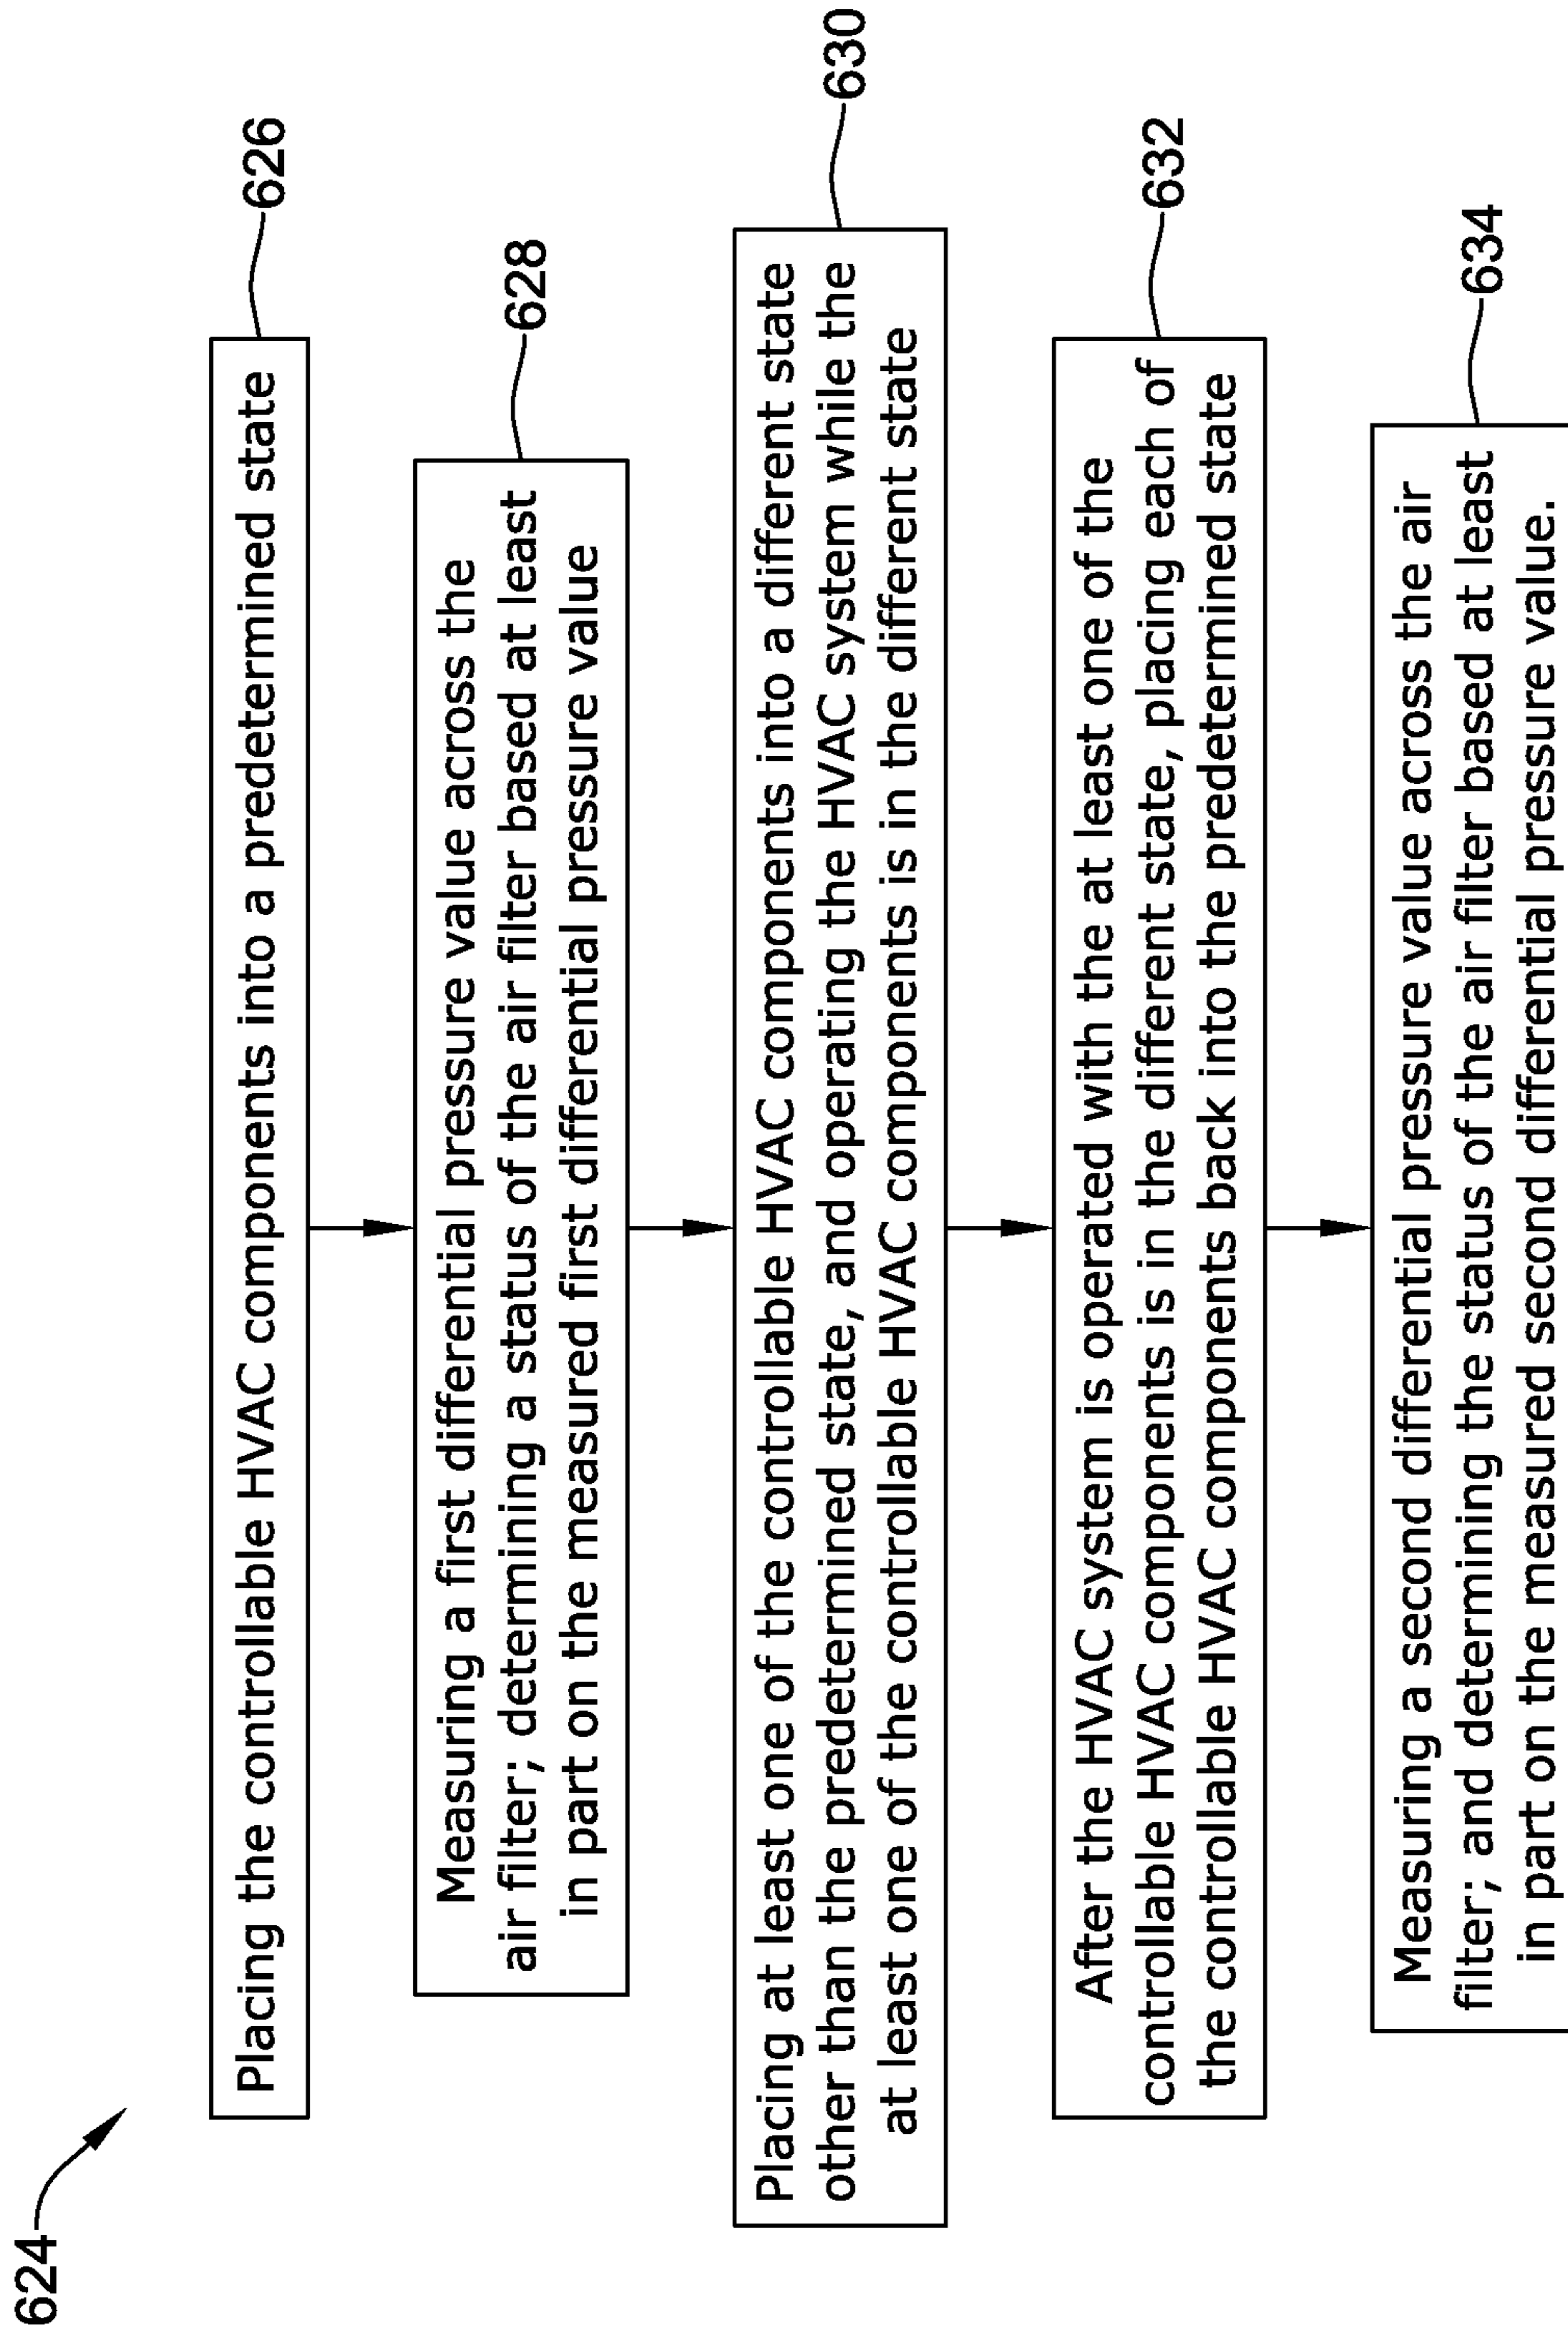 624
Placing the controllable HVAC components into a predetermined state
626
Measuring a first differential pressure value across the
air filter; determining a status of the air filter based at least
in part on the measured first differential pressure value
628
Placing at least one of the controllable HVAC components into a different state
other than the predetermined state, and operating the HVAC system while the
at least one of the controllable HVAC components is in the different state
630
After the HVAC system is operated with the at least one of the
controllable HVAC components is in the different state, placing each of
the controllable HVAC components back into the predetermined state
632
Measuring a second differential pressure value across the air
filter; and determining the status of the air filter based at least
in part on the measured second differential pressure value.
634